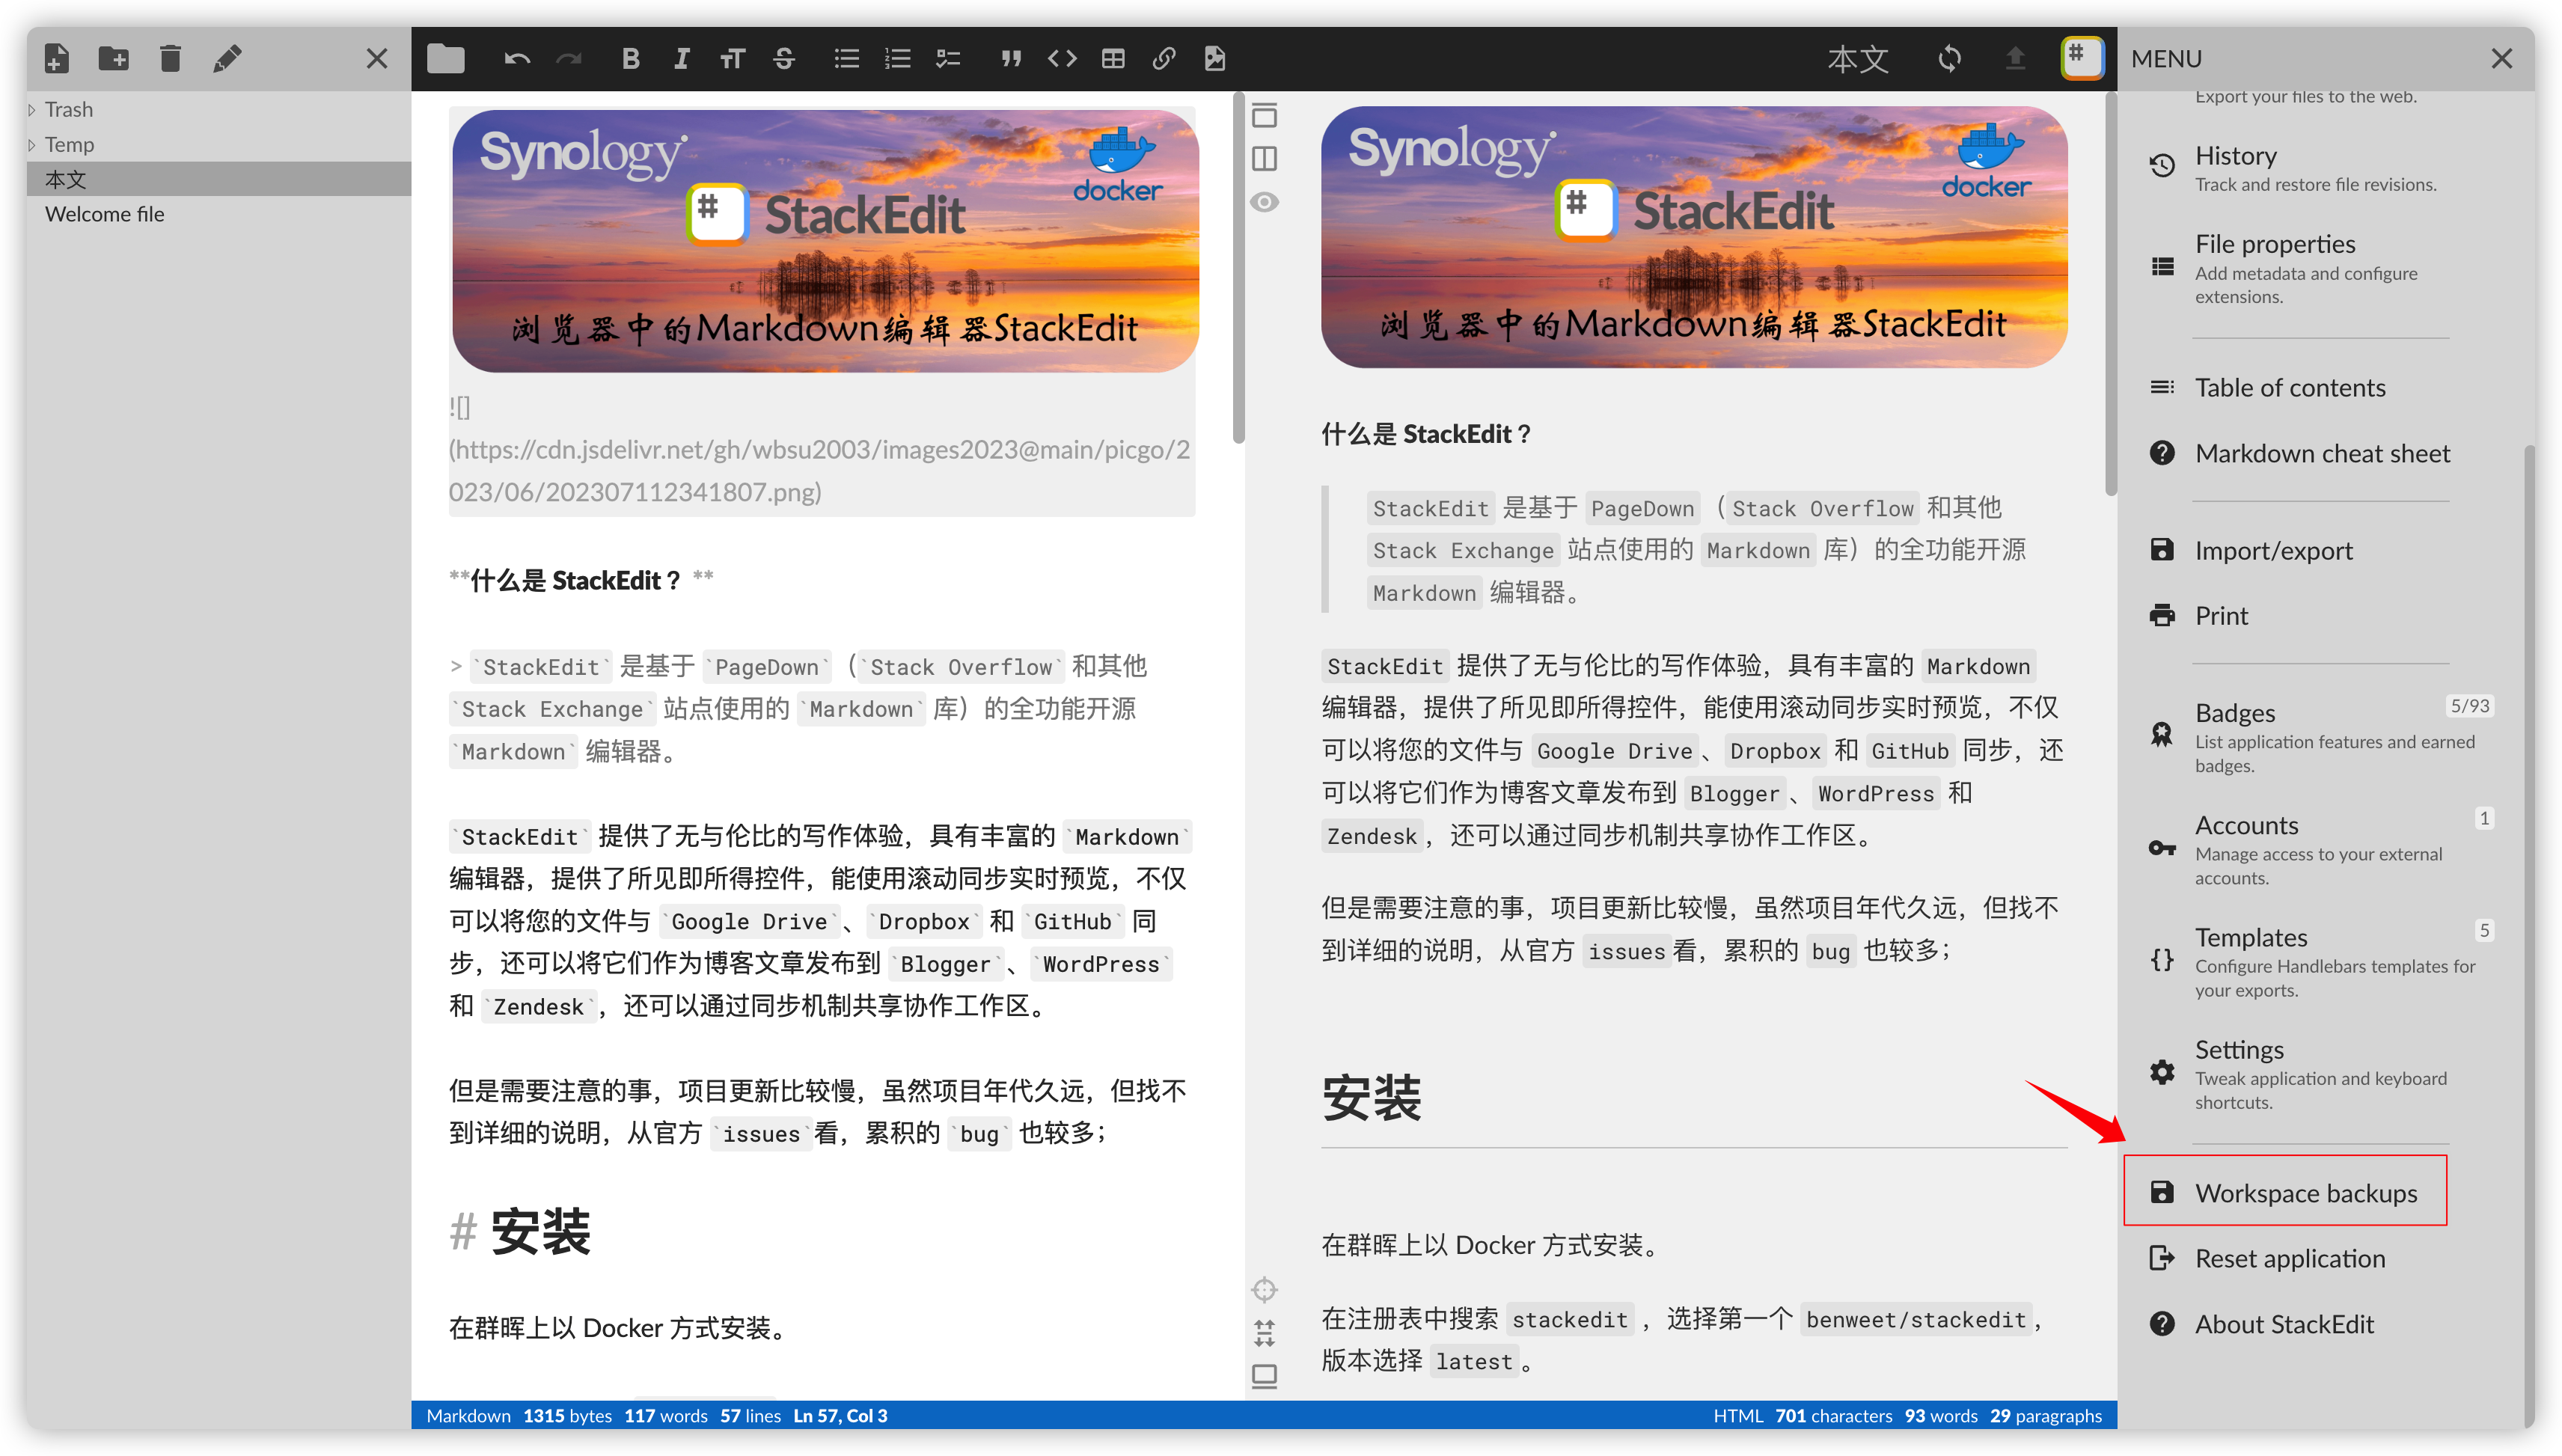 Trash
Temp
本文
Welcome file
本文
Synology
docker
# StackEdit
浏览器中的Markdown编辑器StackEdit
![]
(https://cdn.jsdelivr.net/gh/wbsu2003/images2023@main/picgo/2
023/06/202307112341807.png)
**什么是 StackEdit？ **
> `StackEdit` 是基于 `PageDown`（`Stack Overflow` 和其他
`Stack Exchange` 站点使用的 `Markdown` 库）的全功能开源
`Markdown` 编辑器。
`StackEdit` 提供了无与伦比的写作体验，具有丰富的 `Markdown`
编辑器，提供了所见即所得控件，能使用滚动同步实时预览，不仅
可以将您的文件与 `Google Drive`、`Dropbox` 和 `GitHub` 同
步，还可以将它们作为博客文章发布到 `Blogger`、`WordPress`
和 `Zendesk`，还可以通过同步机制共享协作工作区。
但是需要注意的事，项目更新比较慢，虽然项目年代久远，但找不
到详细的说明，从官方 `issues`看，累积的 `bug` 也较多；
# 安装
在群晖上以 Docker 方式安装。
Markdown 1315 bytes 117 words 57 lines Ln 57, Col 3
Synology
docker
# StackEdit
浏览器中的Markdown编辑器StackEdit
什么是 StackEdit？
StackEdit 是基于 PageDown（Stack Overflow 和其他
Stack Exchange 站点使用的 Markdown 库）的全功能开源
Markdown 编辑器。
StackEdit 提供了无与伦比的写作体验，具有丰富的 Markdown
编辑器，提供了所见即所得控件，能使用滚动同步实时预览，不仅
可以将您的文件与 Google Drive、Dropbox 和 GitHub 同步，还
可以将它们作为博客文章发布到 Blogger、WordPress 和
Zendesk，还可以通过同步机制共享协作工作区。
但是需要注意的事，项目更新比较慢，虽然项目年代久远，但找不
到详细的说明，从官方 issues看，累积的 bug 也较多；
安装
在群晖上以 Docker 方式安装。
在注册表中搜索 stackedit ，选择第一个 benweet/stackedit，
版本选择 latest。
HTML 701 characters 93 words 29 paragraphs
MENU
Export your files to the web.
History
Track and restore file revisions.
File properties
Add metadata and configure
extensions.
Table of contents
Markdown cheat sheet
Import/export
Print
Badges 5/93
List application features and earned
badges.
Accounts 1
Manage access to your external
accounts.
Templates 5
Configure Handlebars templates for
your exports.
Settings
Tweak application and keyboard
shortcuts.
Workspace backups
Reset application
About StackEdit